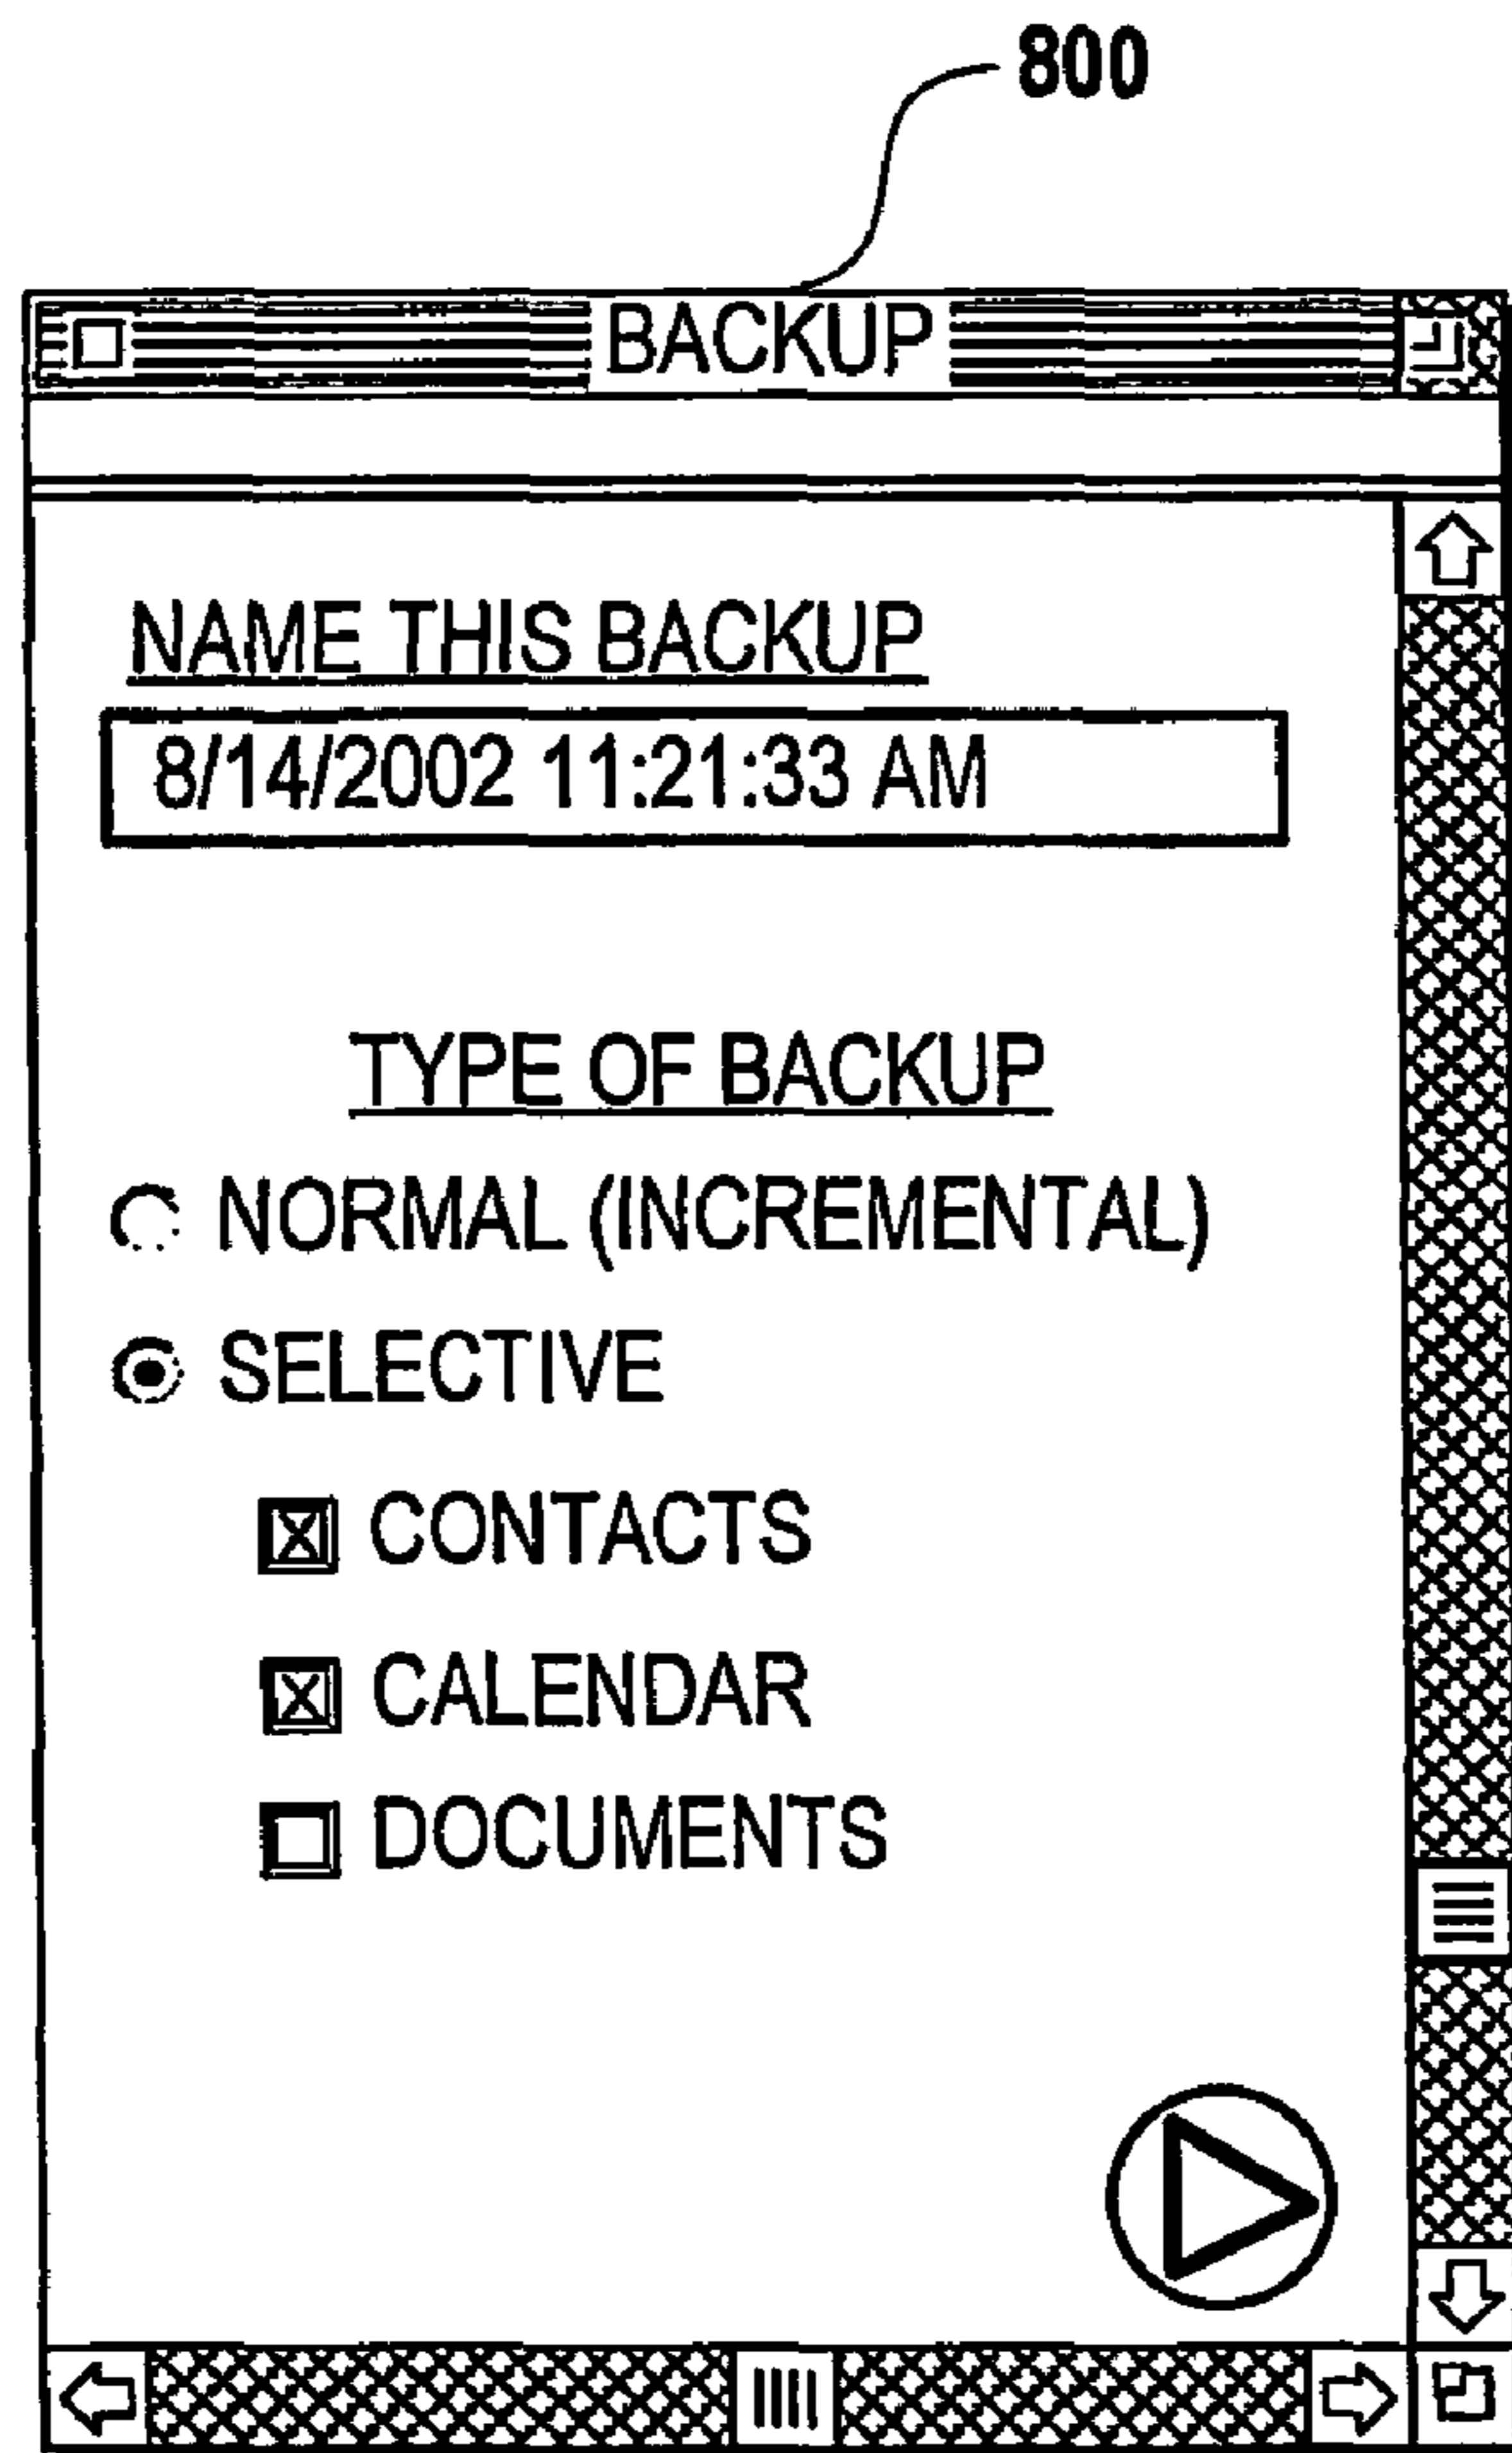 800
BACKUP
NAME THIS BACKUP
8/14/2002 11:21:33 AM
TYPE OF BACKUP
NORMAL (INCREMENTAL)
SELECTIVE
CONTACTS
CALENDAR
DOCUMENTS